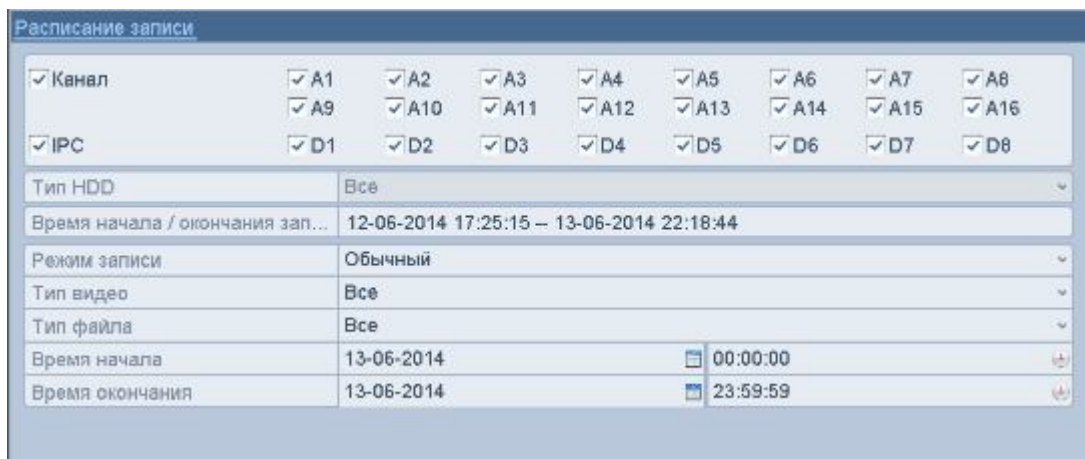 Расписание записи
Канал A1 A2 A3 A4 A5 A6 A7 A8
A9 A10 A11 A12 A13 A14 A15 A16
IPC D1 D2 D3 D4 D5 D6 D7 D8
Тип HDD Все
Время начала / окончания зап... 12-06-2014 17:25:15 -- 13-06-2014 22:18:44
Режим записи Обычный
Тип видео Все
Тип файла Все
Время начала 13-06-2014 00:00:00
Время окончания 13-06-2014 23:59:59